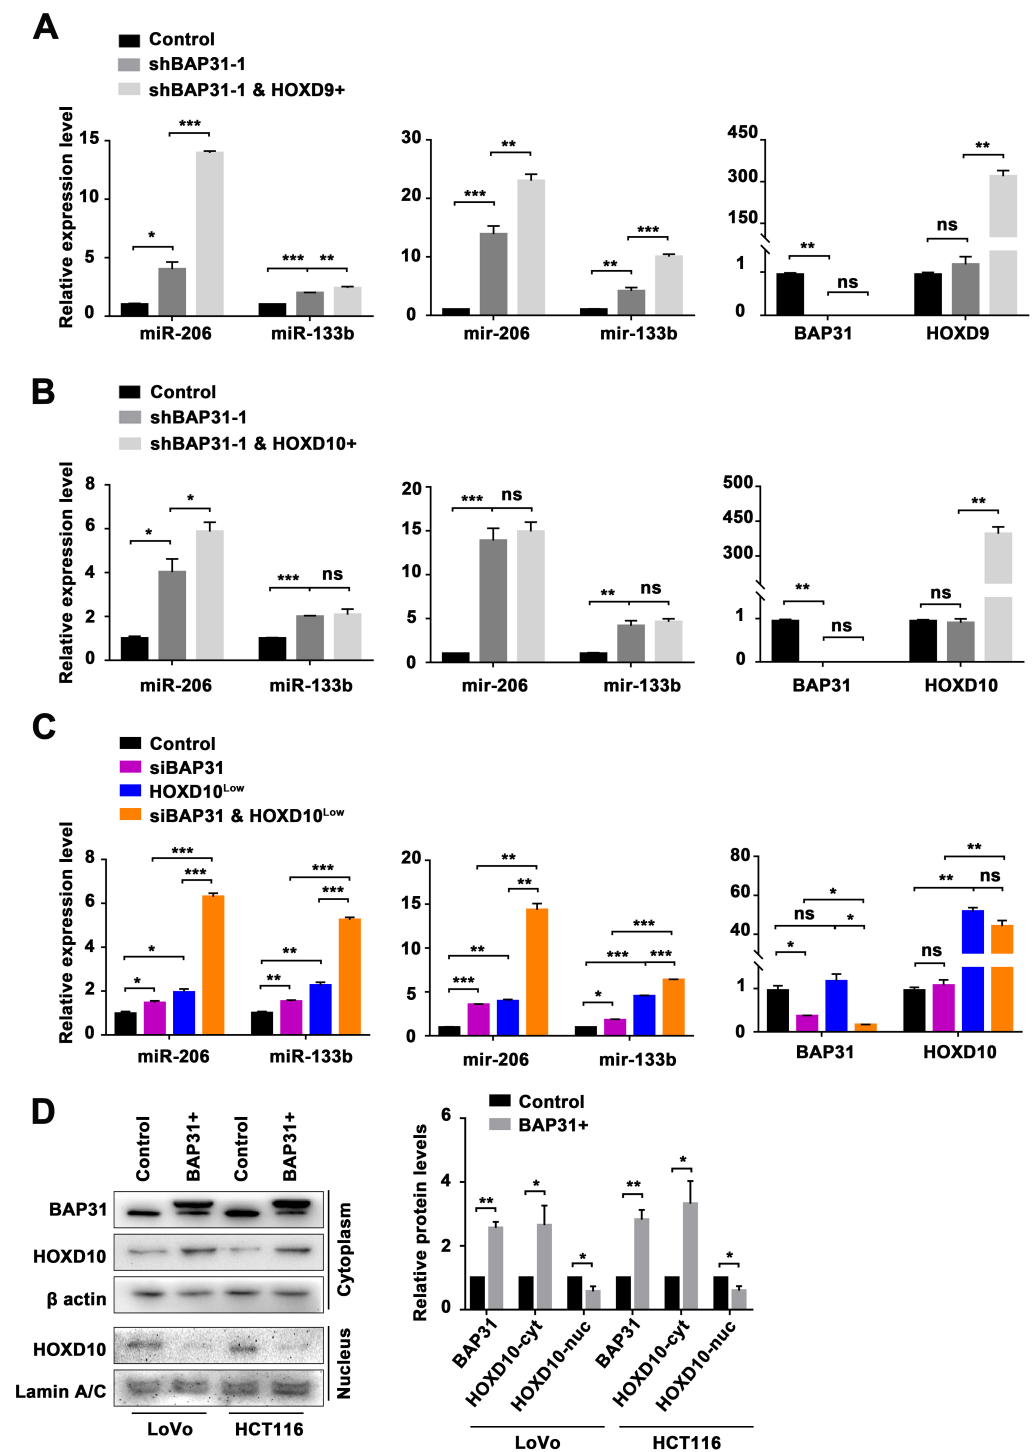 A
Control
shBAP31-1
shBAP31-1 & HOXD9+
Relative expression level
15
10
5
0
*
***
***
**
miR-206
miR-133b
30
20
10
0
***
**
**
***
mir-206
mir-133b
450
300
150
1
0
**
ns
ns
**
BAP31
HOXD9
B
Control
shBAP31-1
shBAP31-1 & HOXD10+
Relative expression level
8
6
4
2
0
*
*
***
ns
miR-206
miR-133b
20
15
10
5
0
***
ns
**
ns
mir-206
mir-133b
500
450
300
1
0
**
ns
ns
**
BAP31
HOXD10
C
Control
siBAP31
HOXD10Low
siBAP31 & HOXD10Low
Relative expression level
8
6
4
2
0
***
***
*
*
***
***
**
**
miR-206
miR-133b
20
15
10
5
0
**
**
**
***
***
***
***
*
mir-206
mir-133b
80
60
40
1
0
*
ns
*
*
**
**
ns
ns
BAP31
HOXD10
D
Control
BAP31+
Control
BAP31+
BAP31
HOXD10
β actin
Cytoplasm
HOXD10
Lamin A/C
Nucleus
LoVo
HCT116
Control
BAP31+
Relative protein levels
6
4
2
0
**
*
*
**
*
*
BAP31
HOXD10-cyt
HOXD10-nuc
BAP31
HOXD10-cyt
HOXD10-nuc
LoVo
HCT116